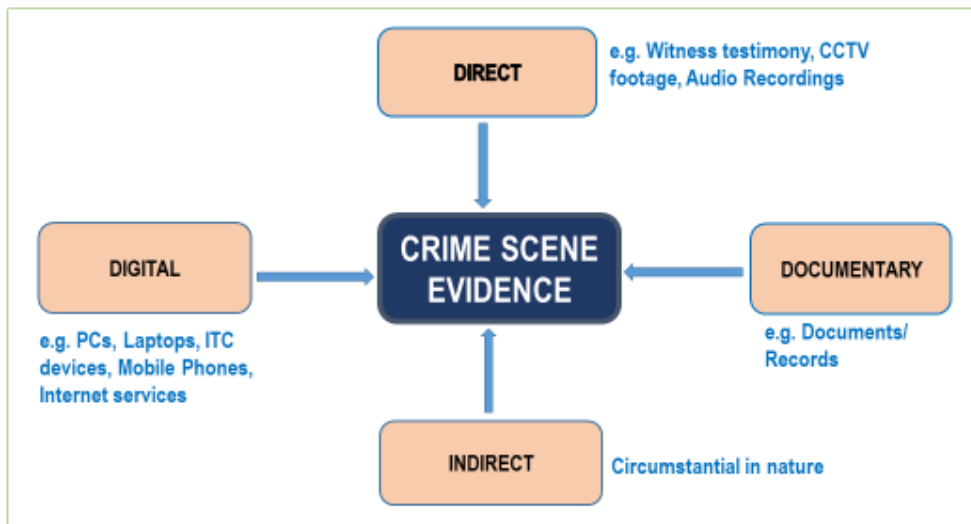 DIRECT
e.g. Witness testimony, CCTV
footage, Audio Recordings
DIGITAL
CRIME SCENE
EVIDENCE
DOCUMENTARY
e.g. PCs, Laptops, ITC
devices, Mobile Phones,
Internet services
e.g. Documents/
Records
INDIRECT
Circumstantial in nature